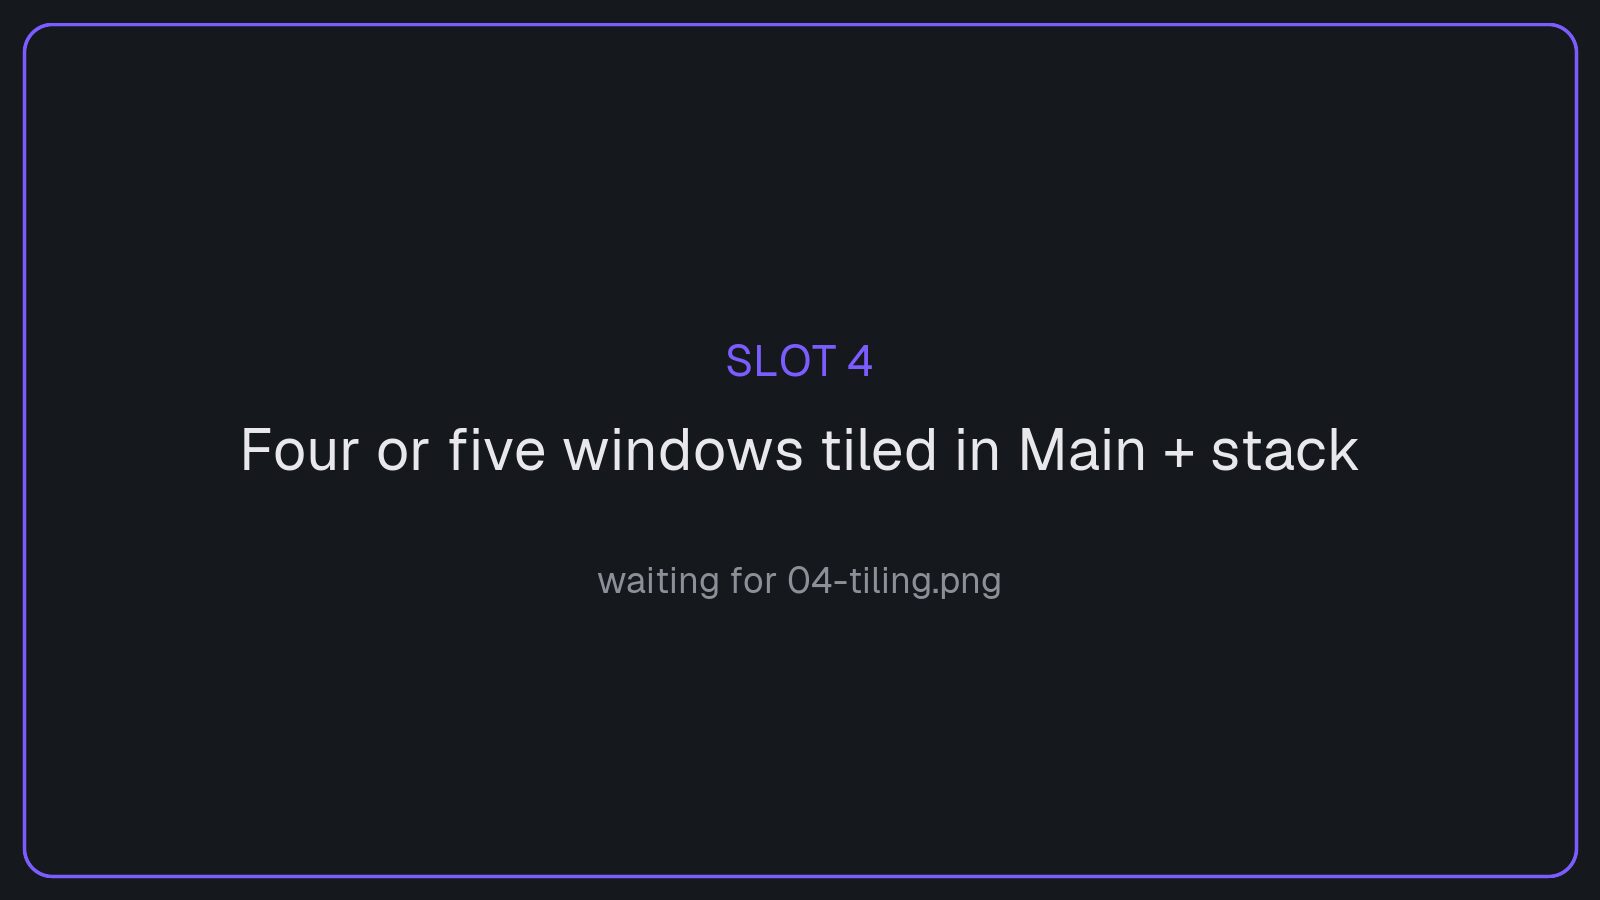 SLOT 4
Four or five windows tiled in Main + stack
waiting for 04-tiling.png